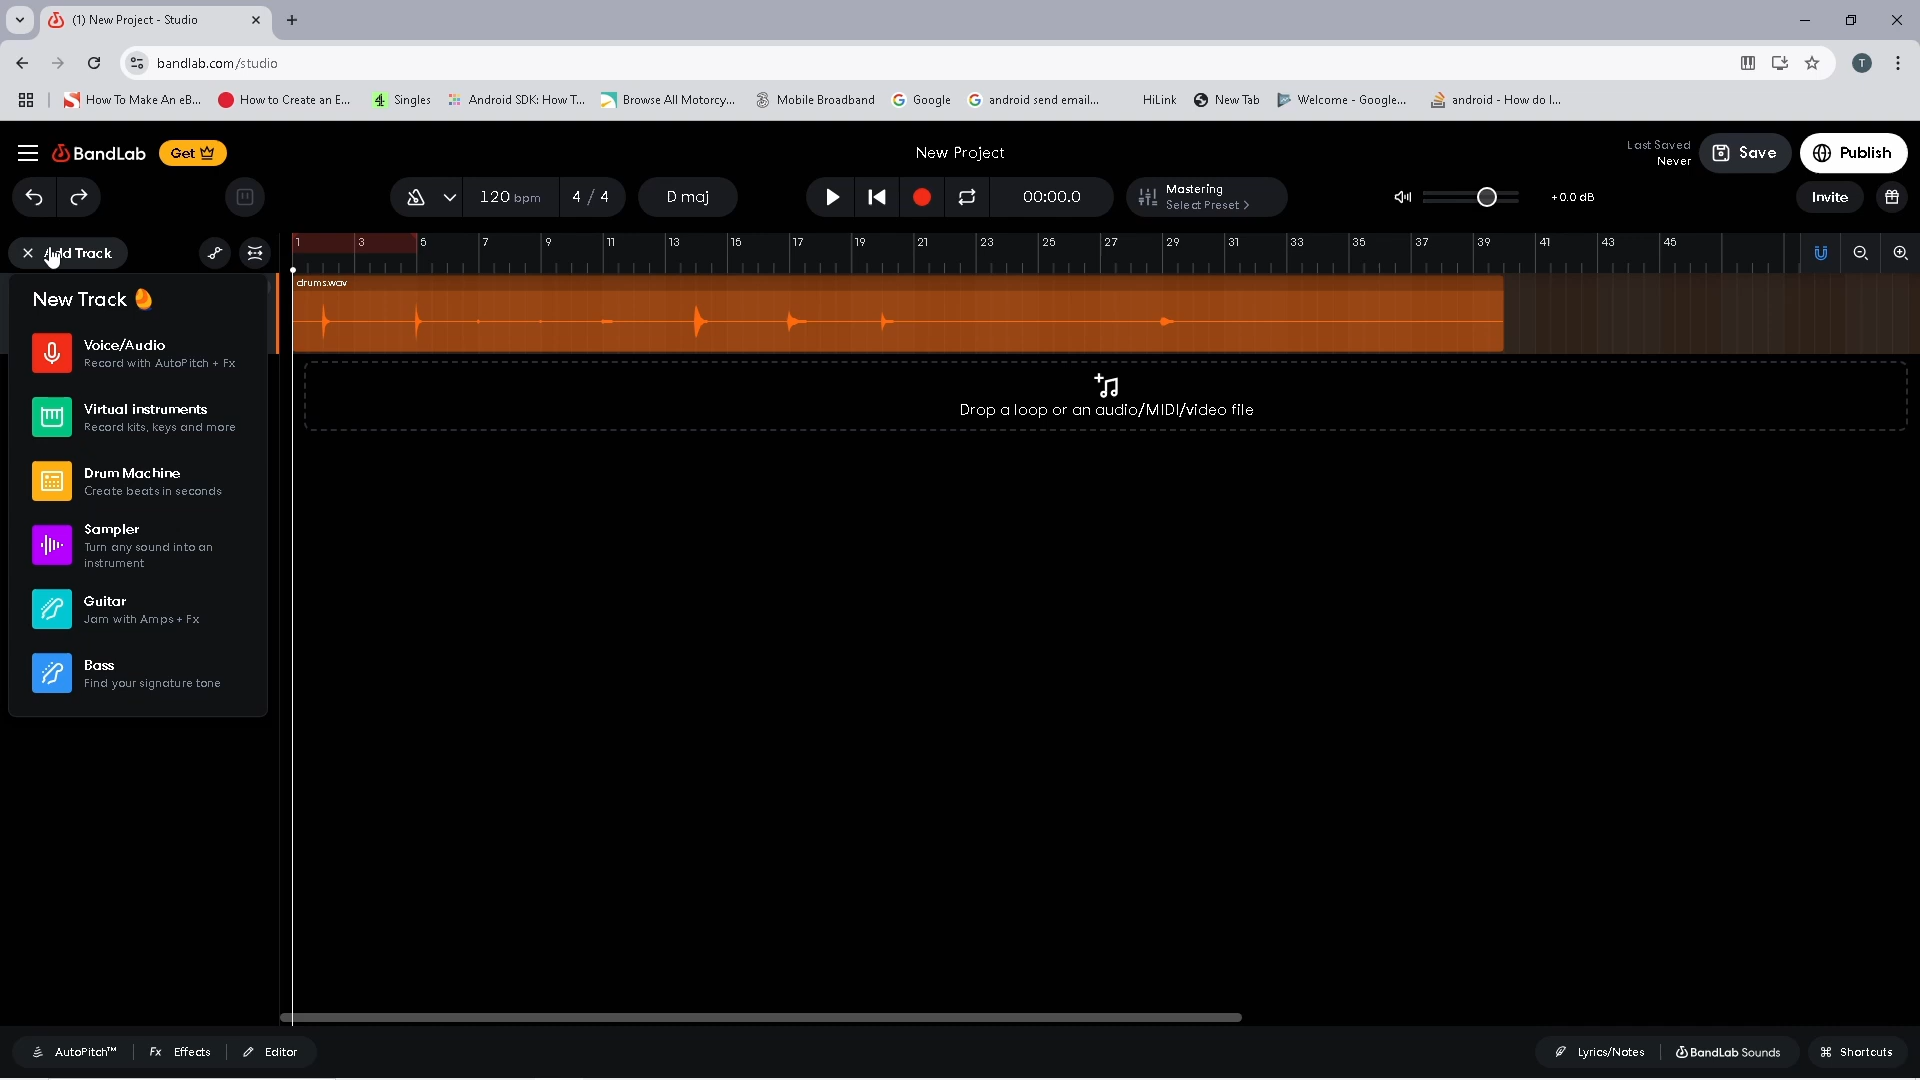 (1) New Project - Studio
bandlab.com/studio
T
How To Make An eB...
How to Create an E...
Singles
Android SDK: How T...
Browse All Motorcy...
Mobile Broadband
Google
android send email...
HiLink
New Tab
Welcome - Google...
android - How do I...
BandLab
Get
New Project
Last Saved
Never
Save
Publish
120 bpm
4 / 4
D maj
00:00.0
Mastering
Select Preset >
+0.0 dB
Invite
Add Track
1 3 5 7 9 11 13 15 17 19 21 23 25 27 29 31 33 35 37 39 41 43 45
drums.wav
New Track
Voice/Audio
Record with AutoPitch + Fx
Virtual instruments
Record kits, keys and more
Drum Machine
Create beats in seconds
Sampler
Turn any sound into an
instrument
Guitar
Jam with Amps + Fx
Bass
Find your signature tone
Drop a loop or an audio/MIDI/video file
AutoPitch™
Fx Effects
Editor
Lyrics/Notes
BandLab Sounds
Shortcuts